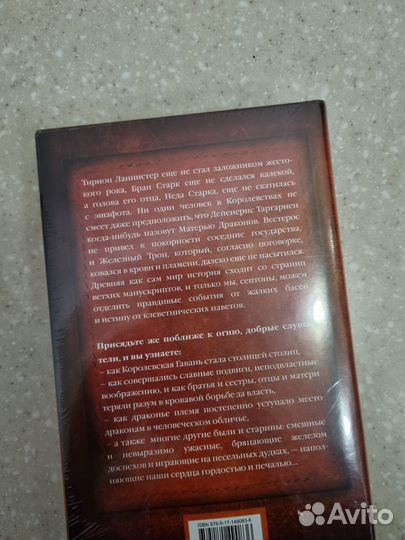 Тирион Ланнистер еще не стал заложником жесто-
кого рока, Бран Старк еще не сделался калекой,
а голова его отца, Неда Старка, еще не скатилась
с эшафота. Ни один человек в Королевствах не
смеет даже предположить, что Дейенерис Таргариен
когда-нибудь назовут Матерью Драконов. Вестерос
не привел к покорности соседние государства,
и Железный Трон, который, согласно поговорке,
ковался в крови и пламени, далеко еще не насытился.
Древняя как сам мир история сходит со страниц
ветхих манускриптов, и только мы, септоны, можем
отделить правдивые события от жалких басен
и истину от клеветнических наветов.
Присядьте же поближе к огню, добрые слуша-
тели, и вы узнаете:
– как Королевская Гавань стала столицей столиц,
– как совершались славные подвиги, неподвластные
воображению, и как братья и сестры, отцы и матери
теряли разум в кровавой борьбе за власть,
– как драконье племя постепенно уступало место
драконам в человеческом обличье,
– а также многие другие были и старины: смешные
и невыразимо ужасные, бряцающие железом
доспехов и играющие на песельных дудках, – напол-
няющие наши сердца гордостью и печалью...
ISBN 978-5-17-149083-6
Avito